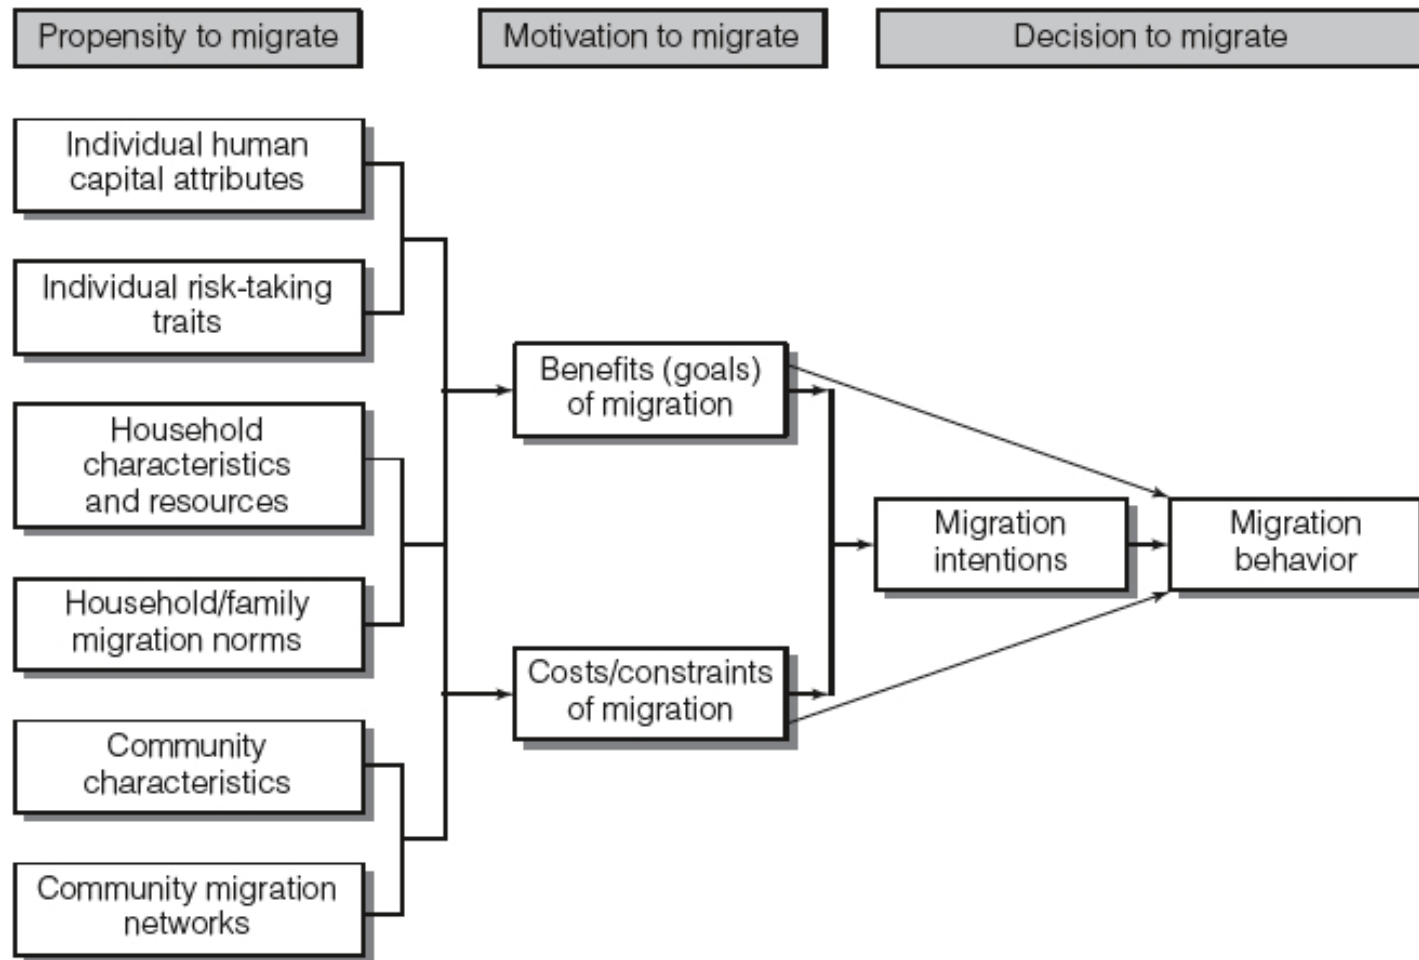 Propensity to migrate
Motivation to migrate
Decision to migrate
Individual human
capital attributes
Individual risk-taking
traits
Household
characteristics
and resources
Household/family
migration norms
Community
characteristics
Community migration
networks
Benefits (goals)
of migration
Costs/constraints
of migration
Migration
intentions
Migration
behavior